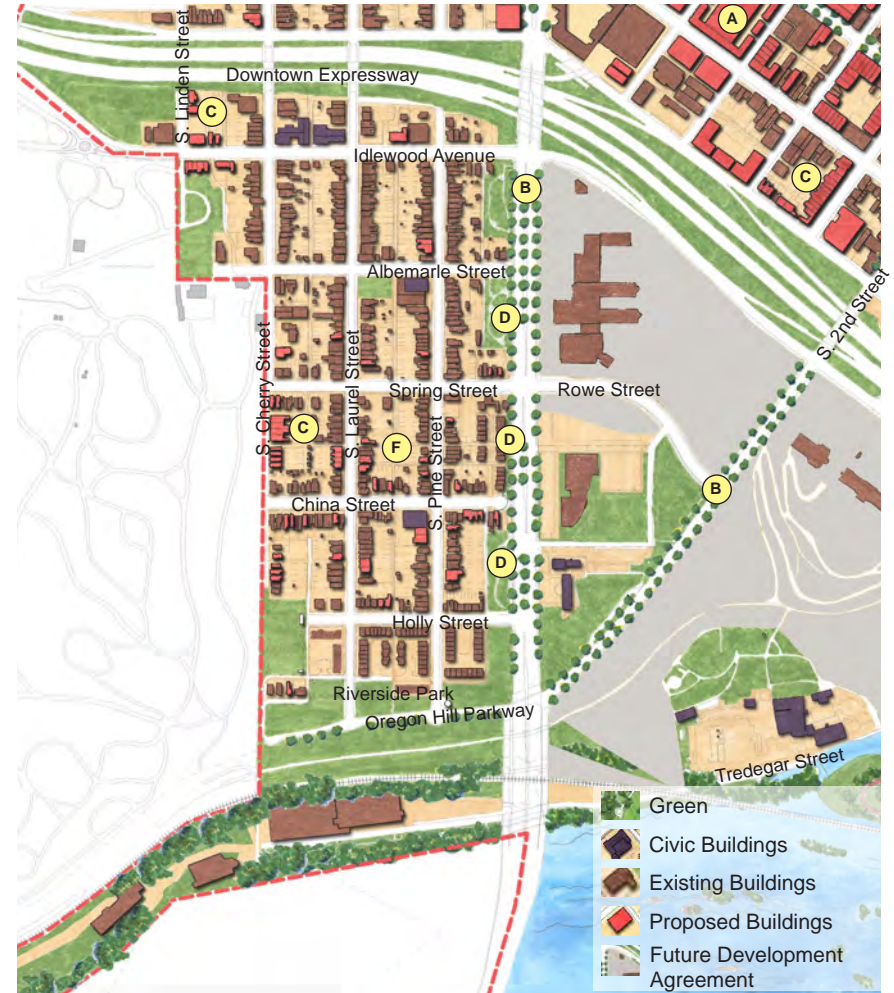 A
S. Linden Street
Downtown Expressway
C
Idlewood Avenue
C
B
Albemarle Street
S. 2nd Street
D
S. Cherry Street
S. Laurel Street
Spring Street
Rowe Street
C
F
S. Pine Street
D
B
China Street
D
Holly Street
Riverside Park
Oregon Hill Parkway
Tredegar Street
Green
Civic Buildings
Existing Buildings
Proposed Buildings
Future Development
Agreement